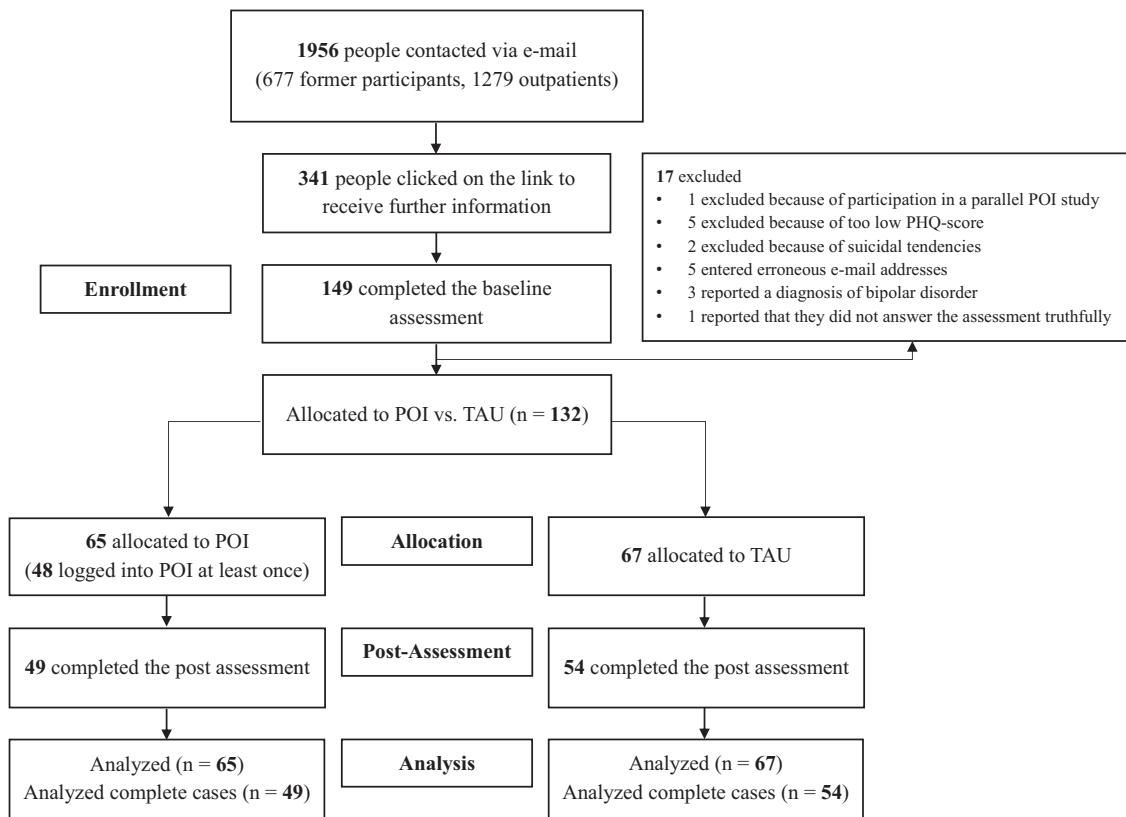 1956 people contacted via e-mail
(677 former participants, 1279 outpatients)
341 people clicked on the link to
receive further information
17 excluded
• 1 excluded because of participation in a parallel POI study
• 5 excluded because of too low PHQ-score
• 2 excluded because of suicidal tendencies
• 5 entered erroneous e-mail addresses
• 3 reported a diagnosis of bipolar disorder
• 1 reported that they did not answer the assessment truthfully
Enrollment
149 completed the baseline
assessment
Allocated to POI vs. TAU (n = 132)
65 allocated to POI
(48 logged into POI at least once)
Allocation
67 allocated to TAU
49 completed the post assessment
Post-Assessment
54 completed the post assessment
Analyzed (n = 65)
Analyzed complete cases (n = 49)
Analysis
Analyzed (n = 67)
Analyzed complete cases (n = 54)